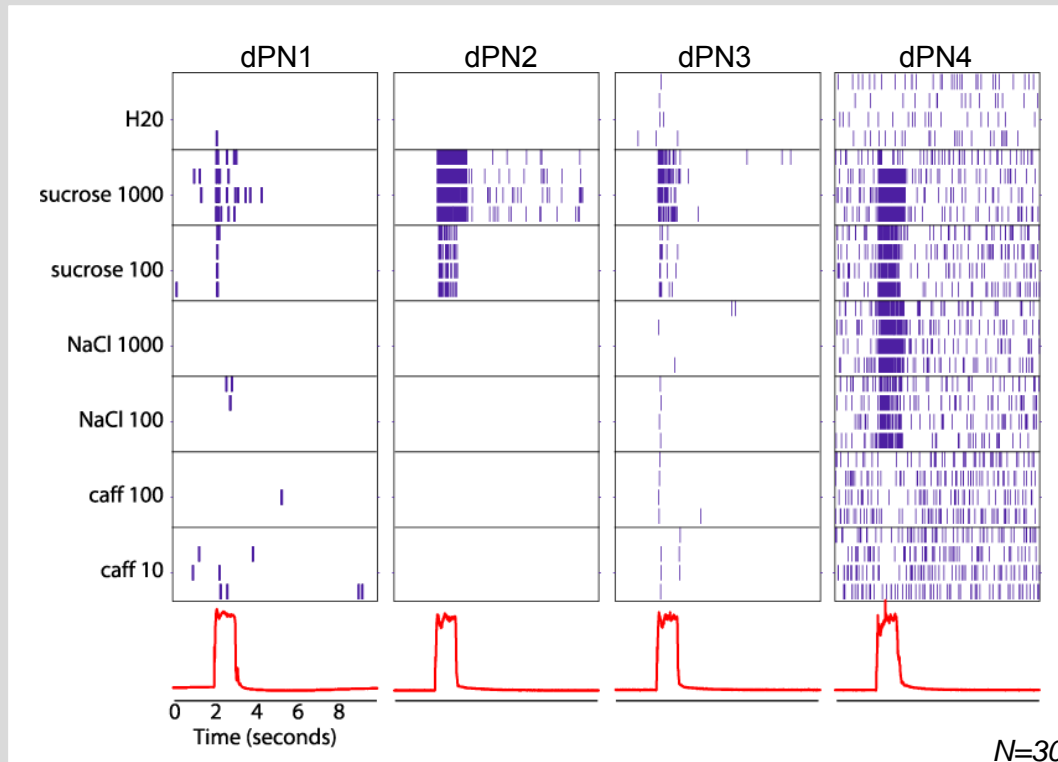 dPN1 dPN2 dPN3 dPN4
H20
sucrose 1000
sucrose 100
NaCl 1000
NaCl 100
caff 100
caff 10
0 2 4 6 8
Time (seconds)
N=30